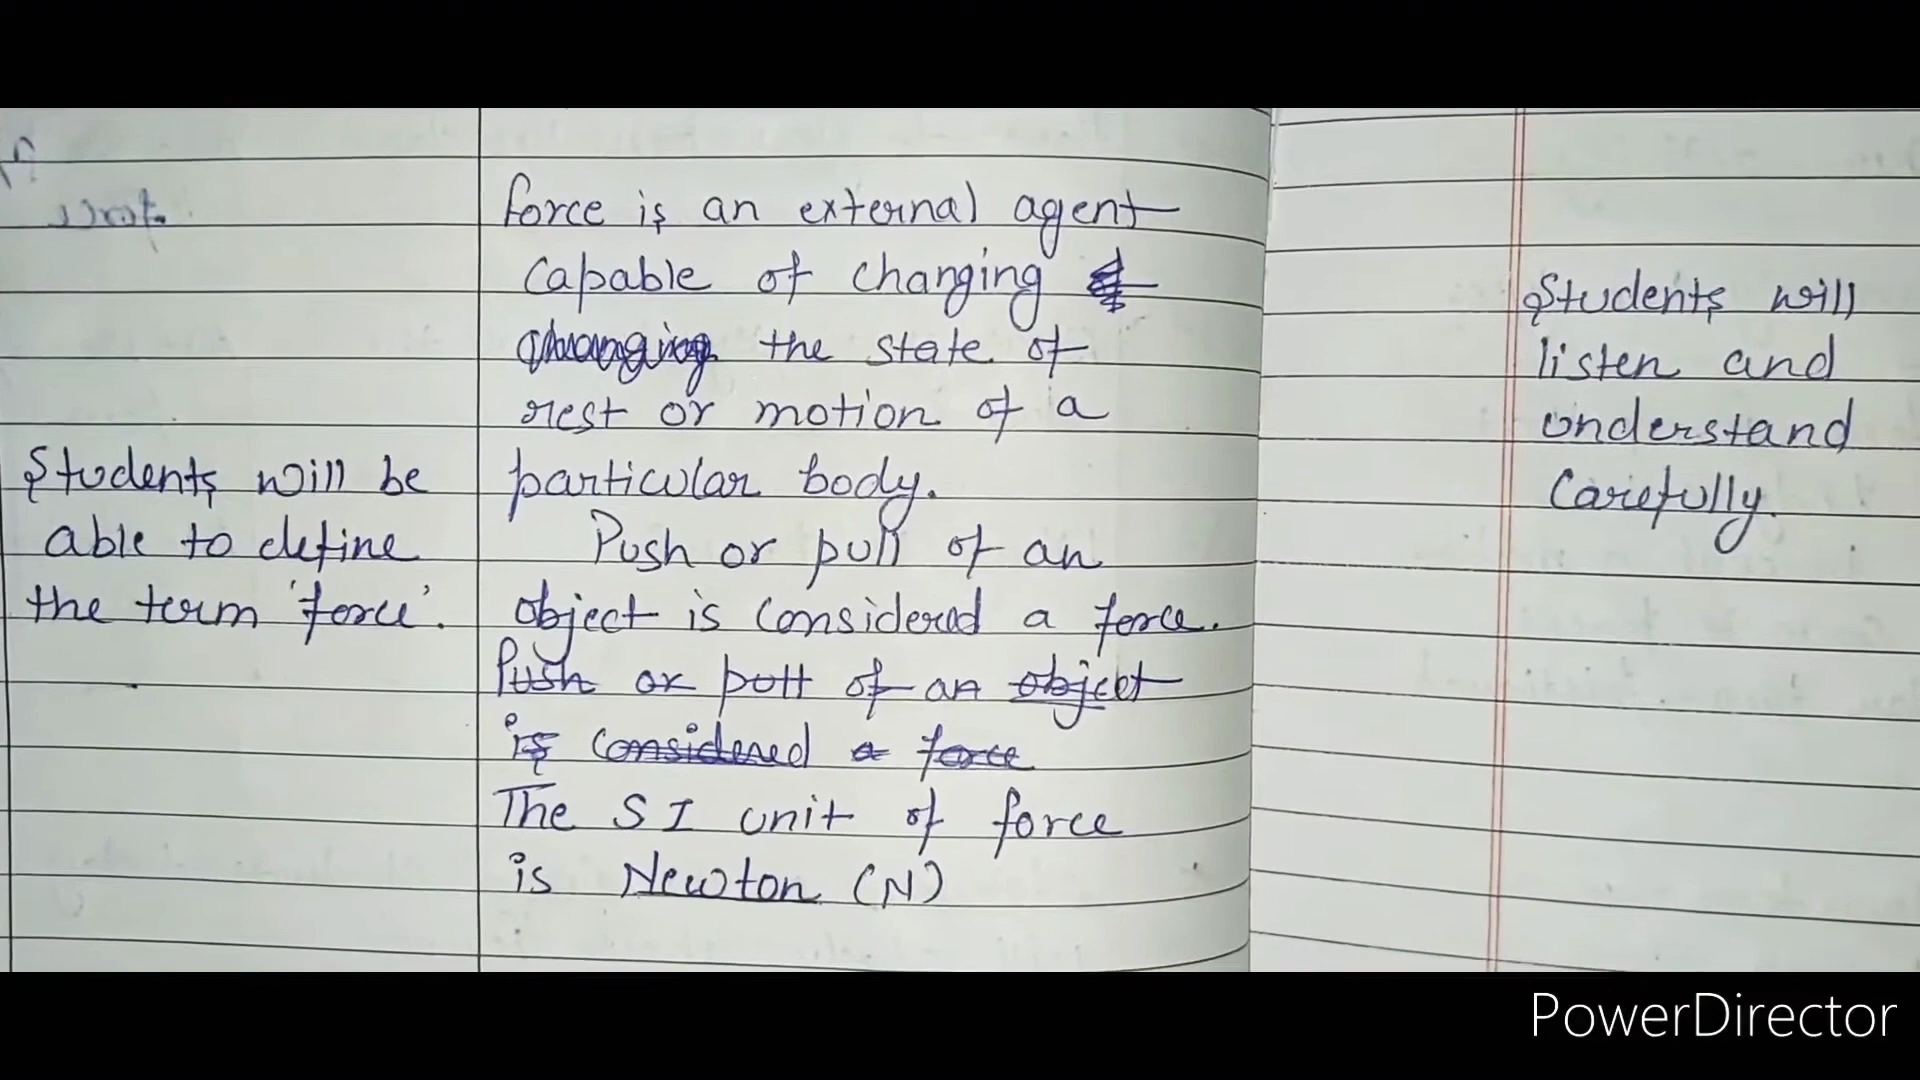 Students will be
able to define
the term 'force'.
force is an external agent
capable of changing
changing the state of
rest or motion of a
particular body.
Push or pull of an
object is considered a force.
Push or pull of an object
is considered a force
The SI unit of force
is Newton (N)
Students will
listen and
understand
Carefully.
PowerDirector